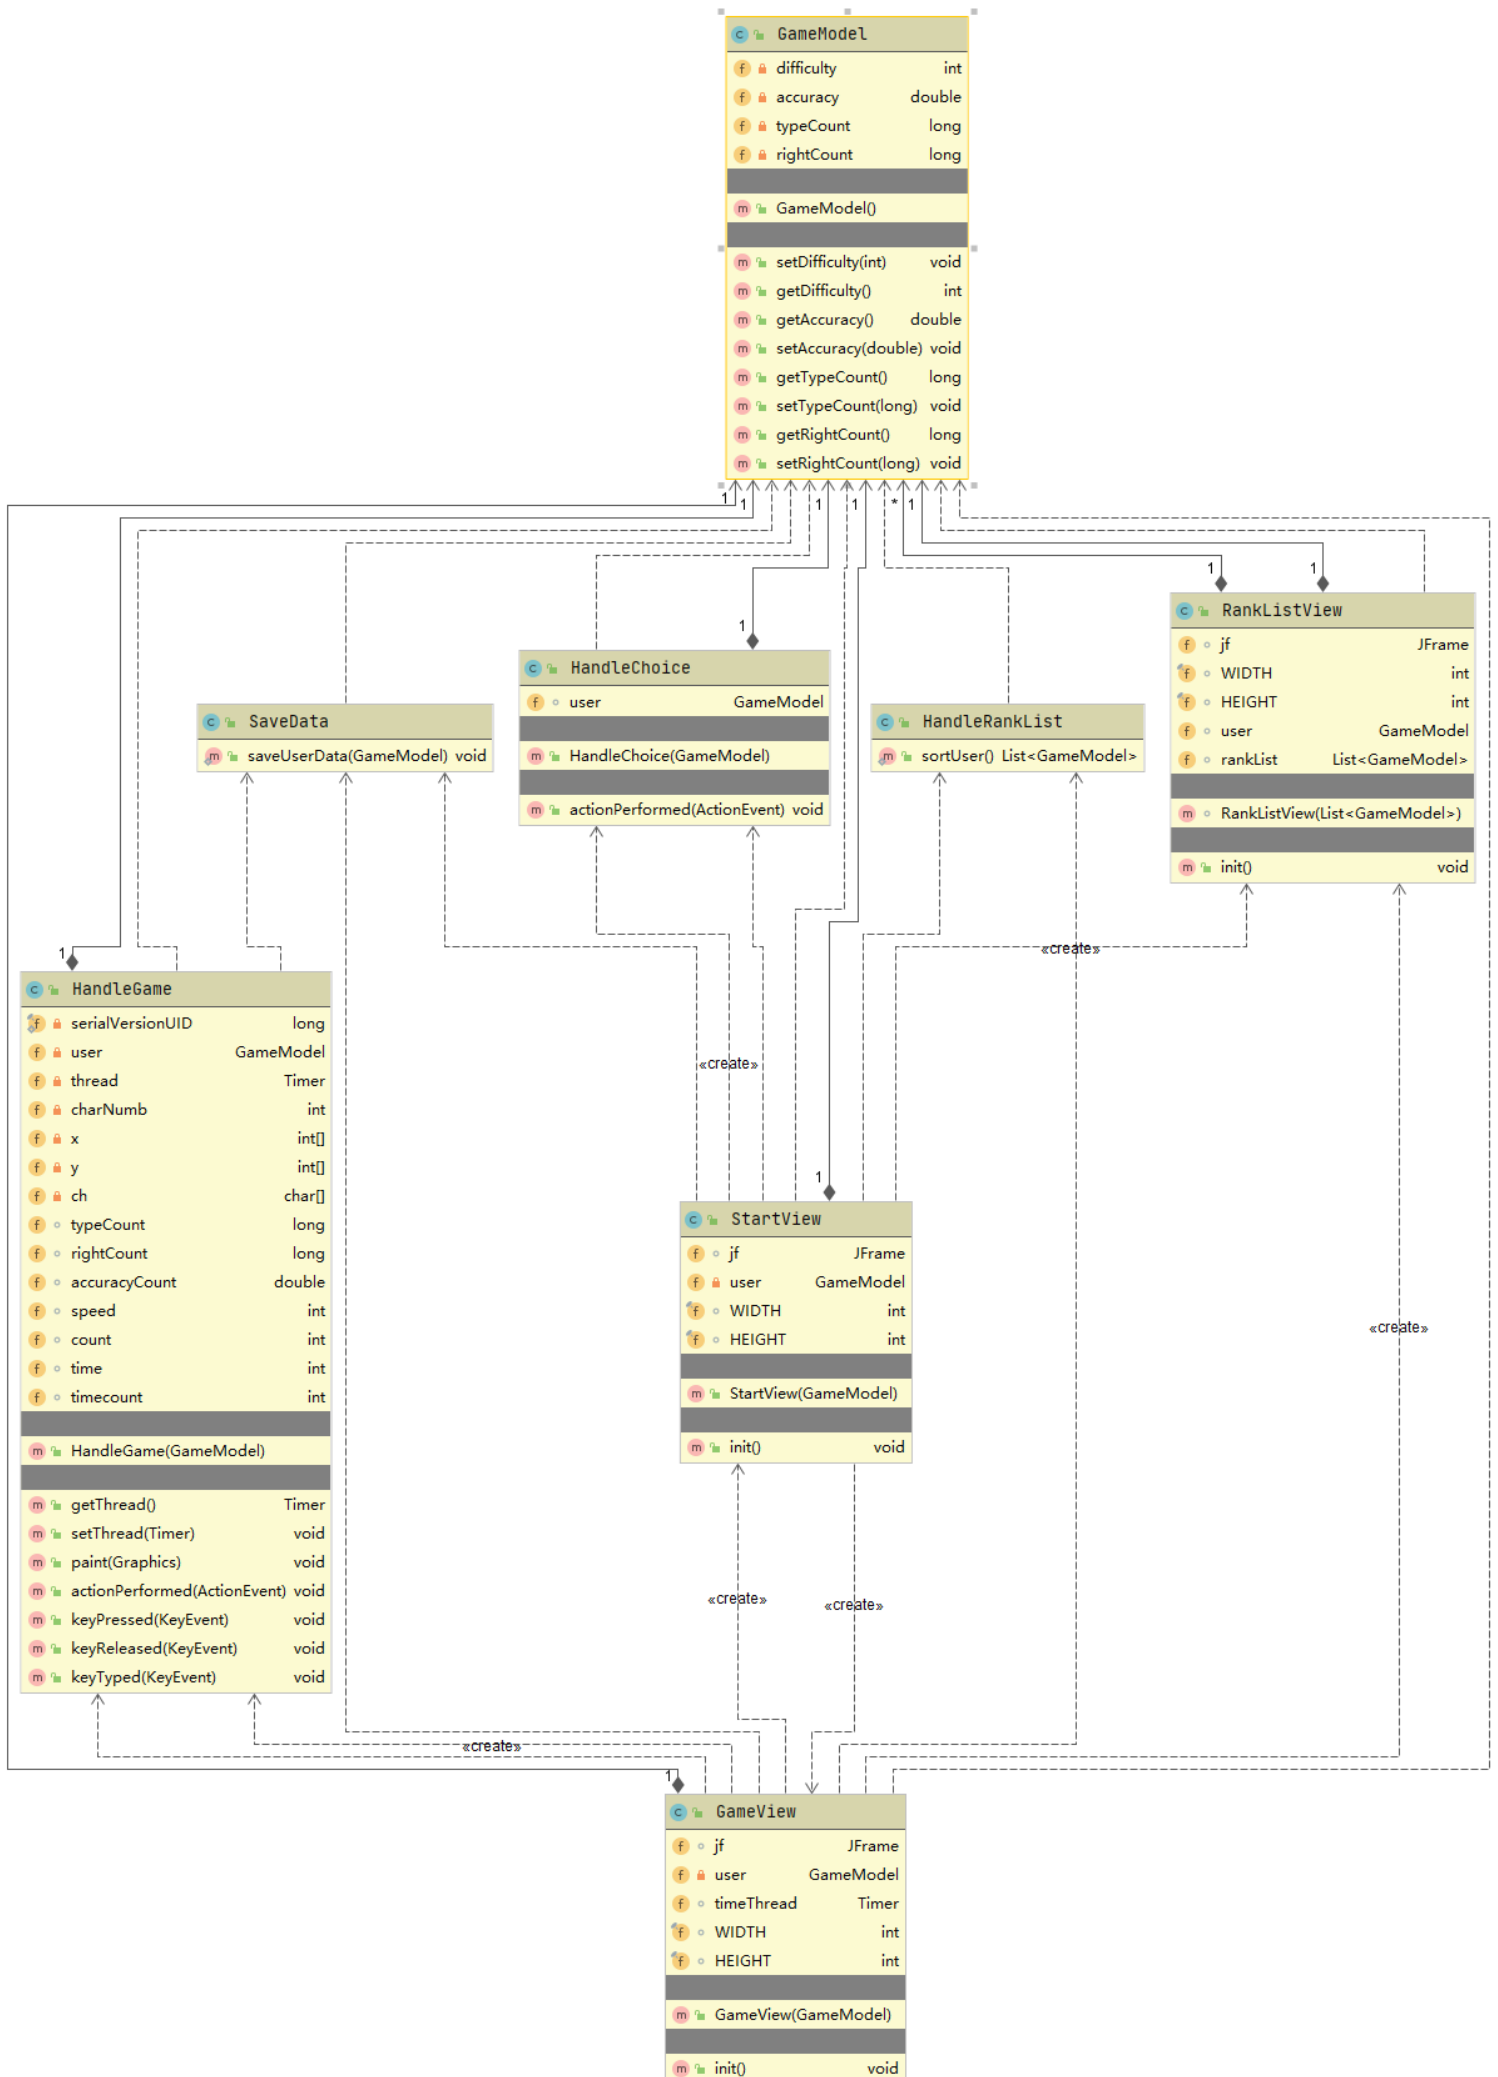 GameModel
difficulty int
accuracy double
typeCount long
rightCount long
GameModel()
setDifficulty(int) void
getDifficulty() int
getAccuracy() double
setAccuracy(double) void
getTypeCount() long
setTypeCount(long) void
getRightCount() long
setRightCount(long) void
1 1 1 1 * 1
1 1
RankListView
jf JFrame
WIDTH int
HEIGHT int
user GameModel
rankList List<GameModel>
RankListView(List<GameModel>)
init() void
1
HandleChoice
user GameModel
HandleChoice(GameModel)
actionPerformed(ActionEvent) void
SaveData
saveUserData(GameModel) void
HandleRankList
sortUser() List<GameModel>
«create»
1
HandleGame
serialVersionUID long
user GameModel
thread Timer
charNumb int
x int[]
y int[]
ch char[]
typeCount long
rightCount long
accuracyCount double
speed int
count int
time int
timecount int
HandleGame(GameModel)
getThread() Timer
setThread(Timer) void
paint(Graphics) void
actionPerformed(ActionEvent) void
keyPressed(KeyEvent) void
keyReleased(KeyEvent) void
keyTyped(KeyEvent) void
«create»
1
StartView
jf JFrame
user GameModel
WIDTH int
HEIGHT int
StartView(GameModel)
init() void
«create»
«create» «create»
«create»
1
GameView
jf JFrame
user GameModel
timeThread Timer
WIDTH int
HEIGHT int
GameView(GameModel)
init() void